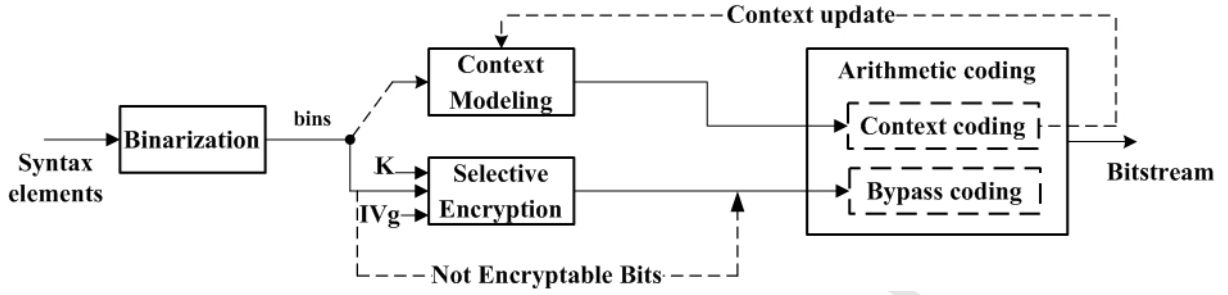 Context update
Context
Modeling
Arithmetic coding
bins
Binarization
Context coding
Syntax
elements
K
Selective
Encryption
Bypass coding
Bitstream
IVg
Not Encryptable Bits